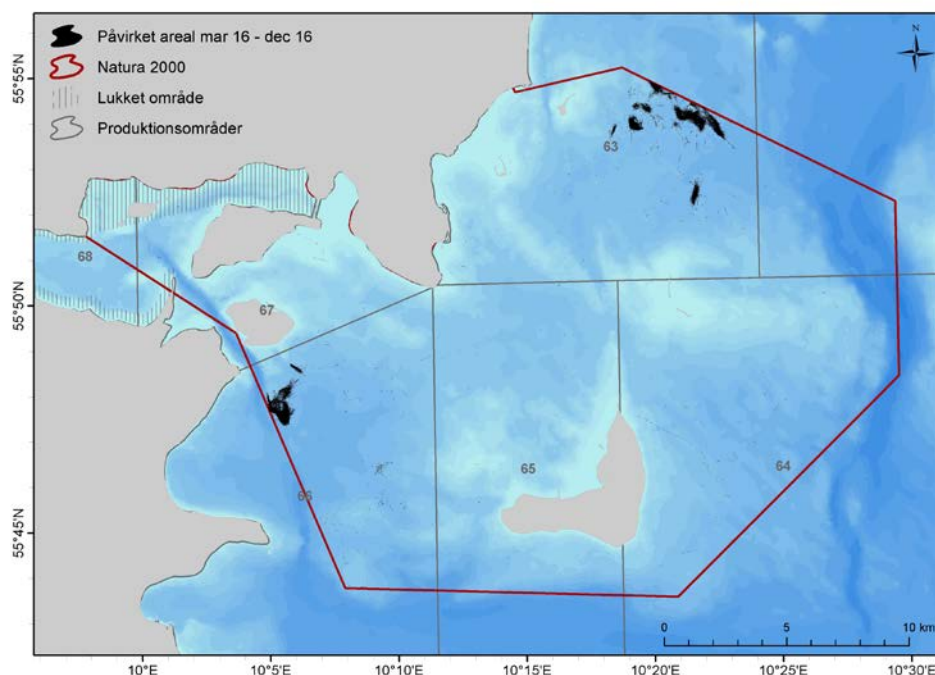 Påvirket areal mar 16 - dec 16
Natura 2000
Lukket område
Produktionsområder
N
55°55'N
55°50'N
55°45'N
63
68
67
66
65
64
0 5 10 km
10°0'E 10°5'E 10°10'E 10°15'E 10°20'E 10°25'E 10°30'E